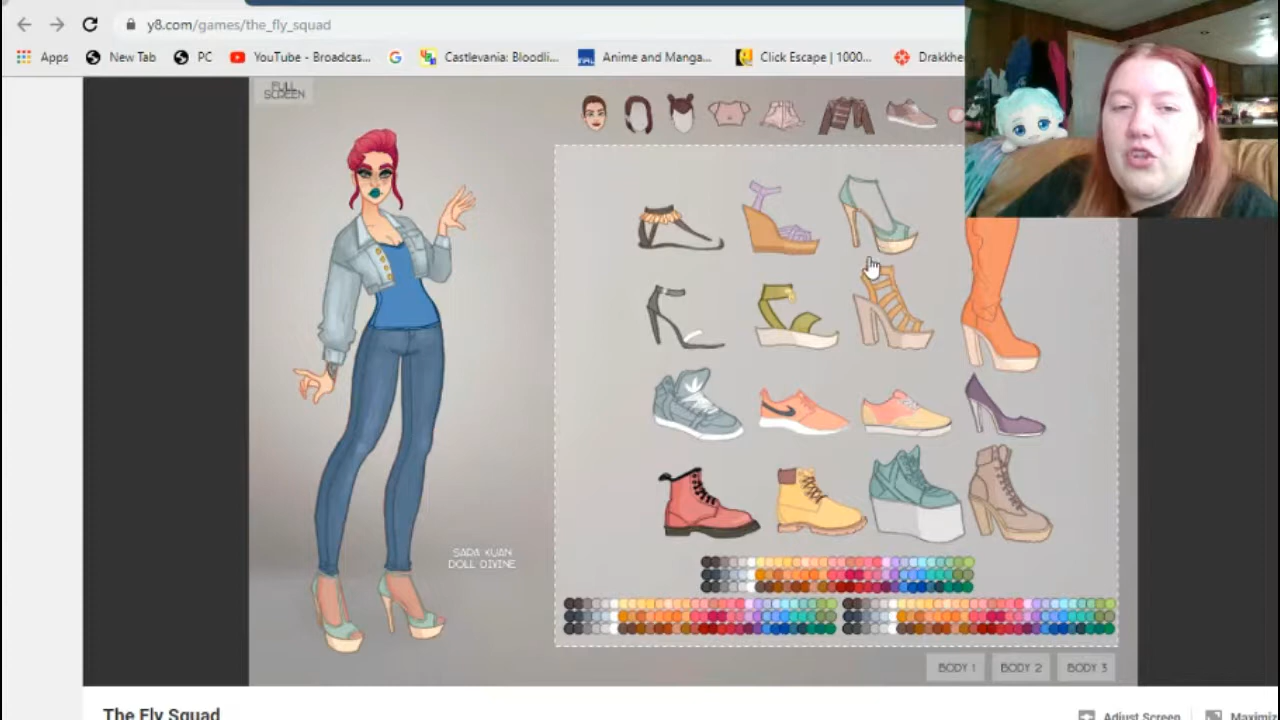 y8.com/games/the_fly_squad
Apps New Tab PC YouTube - Broadcas... Castlevania: Bloodli... Anime and Manga... Click Escape | 1000... Drakkhe
FULL
SCREEN
SARA KUAN
DOLL DIVINE
BODY 1 BODY 2 BODY 3
The Fly Squad
Adjust Screen Maximiz